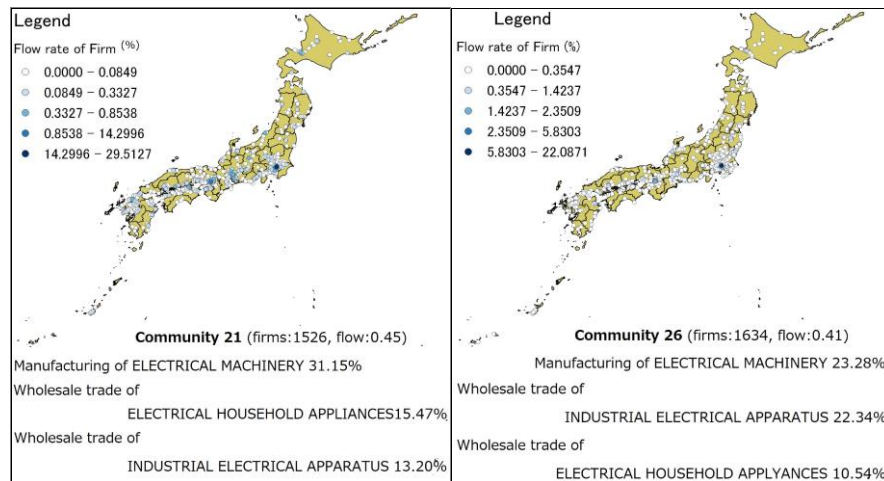 Legend
Flow rate of Firm (%)
0.0000 – 0.0849
0.0849 – 0.3327
0.3327 – 0.8538
0.8538 – 14.2996
14.2996 – 29.5127
Community 21 (firms:1526, flow:0.45)
Manufacturing of ELECTRICAL MACHINERY 31.15%
Wholesale trade of
ELECTRICAL HOUSEHOLD APPLIANCES15.47%
Wholesale trade of
INDUSTRIAL ELECTRICAL APPARATUS 13.20%
Legend
Flow rate of Firm (%)
0.0000 – 0.3547
0.3547 – 1.4237
1.4237 – 2.3509
2.3509 – 5.8303
5.8303 – 22.0871
Community 26 (firms:1634, flow:0.41)
Manufacturing of ELECTRICAL MACHINERY 23.28%
Wholesale trade of
INDUSTRIAL ELECTRICAL APPARATUS 22.34%
Wholesale trade of
ELECTRICAL HOUSEHOLD APPLYANCES 10.54%